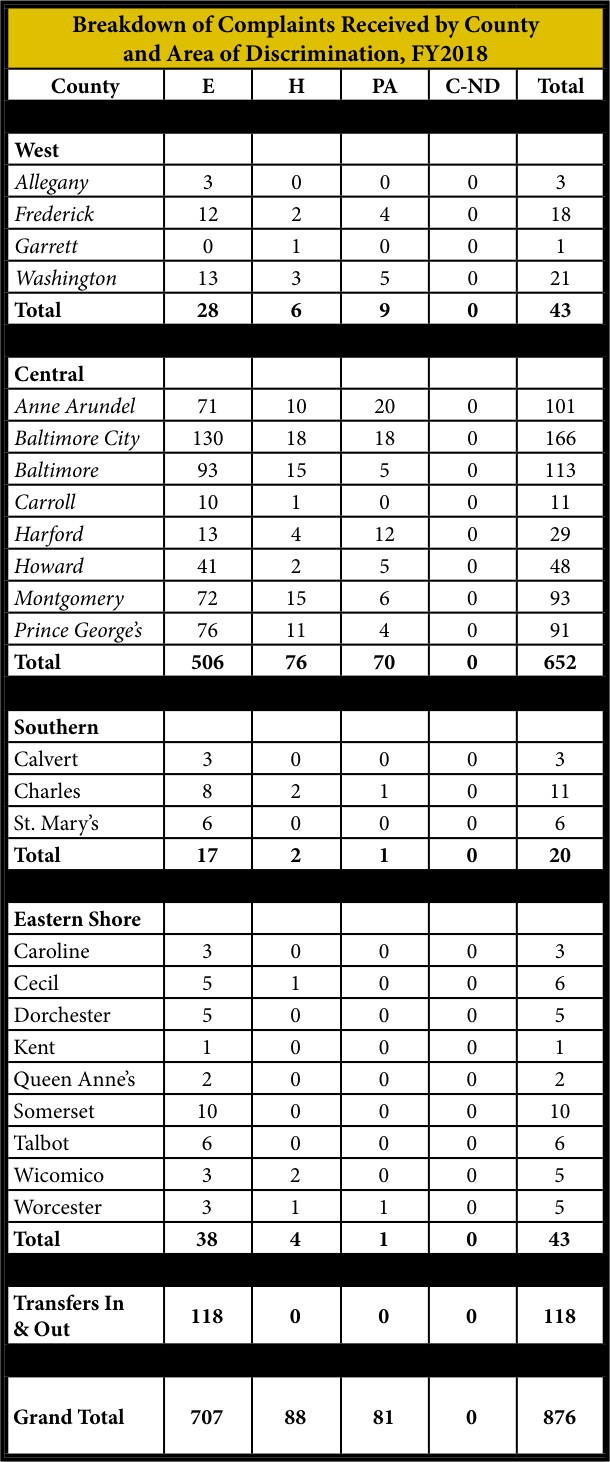 Breakdown of Complaints Received by County
and Area of Discrimination, FY2018
County E H PA C-ND Total
West
Allegany 3 0 0 0 3
Frederick 12 2 4 0 18
Garrett 0 1 0 0 1
Washington 13 3 5 0 21
Total 28 6 9 0 43
Central
Anne Arundel 71 10 20 0 101
Baltimore City 130 18 18 0 166
Baltimore 93 15 5 0 113
Carroll 10 1 0 0 11
Harford 13 4 12 0 29
Howard 41 2 5 0 48
Montgomery 72 15 6 0 93
Prince George’s 76 11 4 0 91
Total 506 76 70 0 652
Southern
Calvert 3 0 0 0 3
Charles 8 2 1 0 11
St. Mary’s 6 0 0 0 6
Total 17 2 1 0 20
Eastern Shore
Caroline 3 0 0 0 3
Cecil 5 1 0 0 6
Dorchester 5 0 0 0 5
Kent 1 0 0 0 1
Queen Anne’s 2 0 0 0 2
Somerset 10 0 0 0 10
Talbot 6 0 0 0 6
Wicomico 3 2 0 0 5
Worcester 3 1 1 0 5
Total 38 4 1 0 43
Transfers In
& Out 118 0 0 0 118
Grand Total 707 88 81 0 876